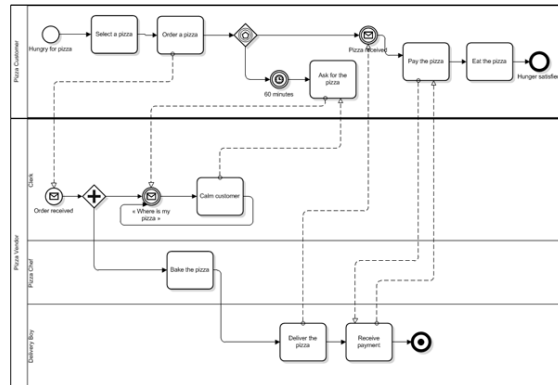 Pizza Customer
Hungry for pizza
Select a pizza
Order a pizza
60 minutes
Ask for the
pizza
Pizza received
Pay the pizza
Eat the pizza
Hunger satisfied
Pizza Vendor
Clerk
Order received
« Where is my
pizza »
Calm customer
Pizza Chef
Bake the pizza
Delivery Boy
Deliver the
pizza
Receive
payment